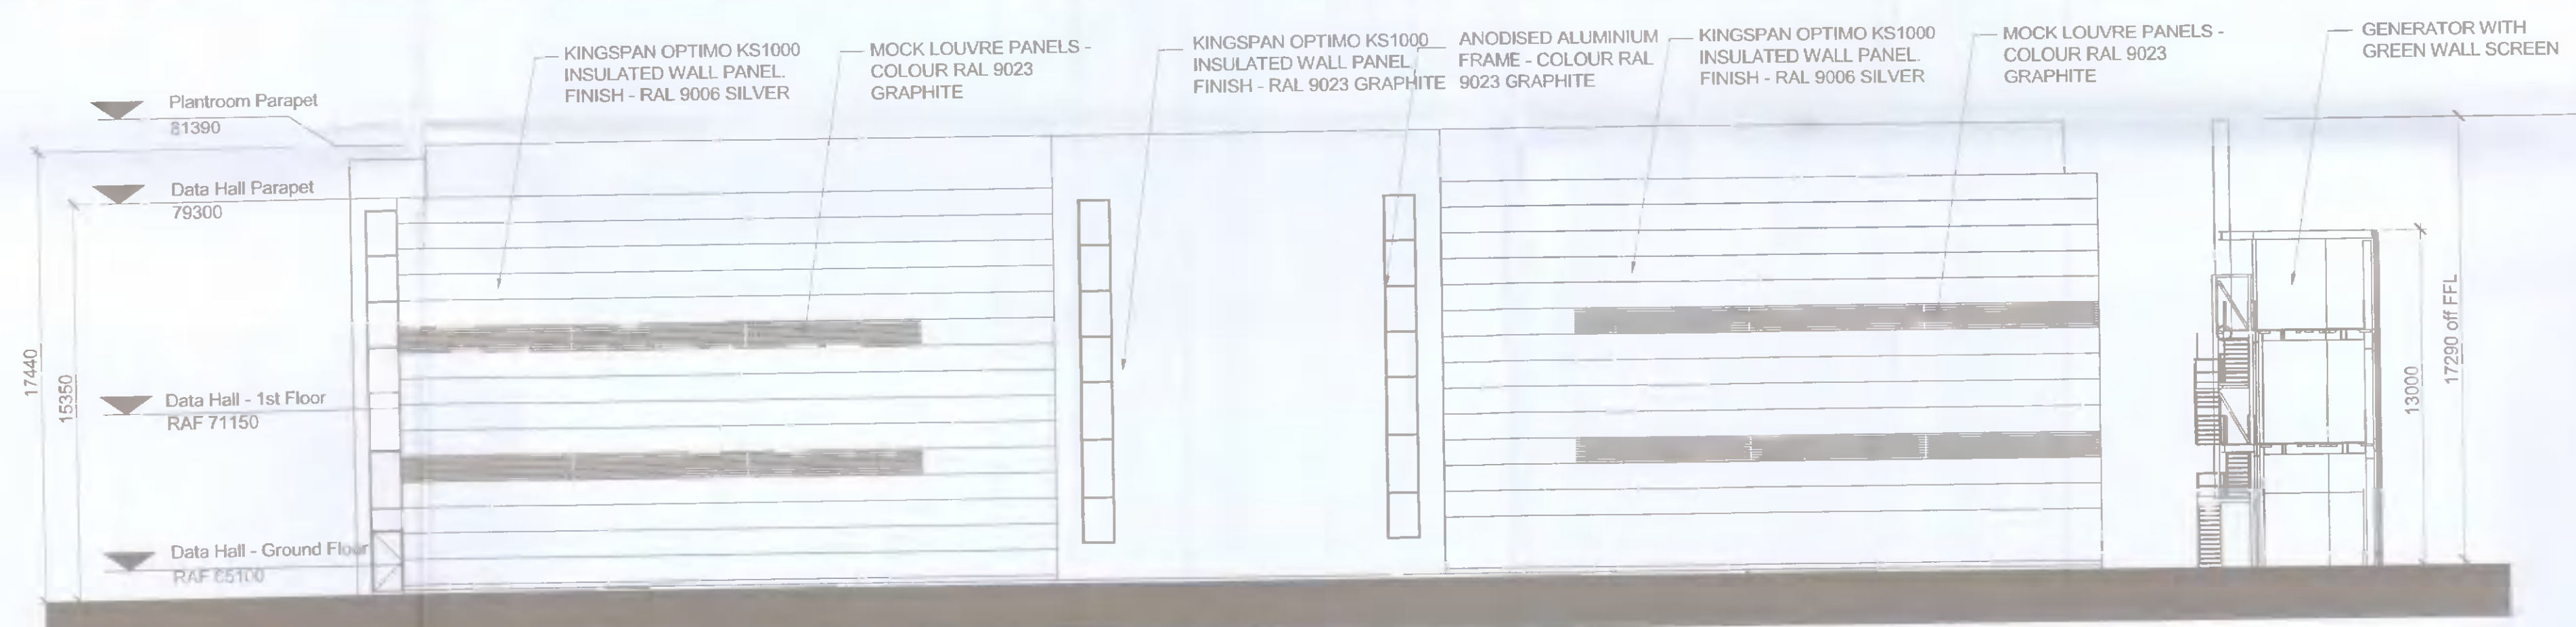 KINGSPAN OPTIMO KS1000
INSULATED WALL PANEL.
FINISH - RAL 9006 SILVER
MOCK LOUVRE PANELS -
COLOUR RAL 9023
GRAPHITE
KINGSPAN OPTIMO KS1000
INSULATED WALL PANEL.
FINISH - RAL 9023 GRAPHITE
ANODISED ALUMINIUM
FRAME - COLOUR RAL
9023 GRAPHITE
KINGSPAN OPTIMO KS1000
INSULATED WALL PANEL.
FINISH - RAL 9006 SILVER
MOCK LOUVRE PANELS -
COLOUR RAL 9023
GRAPHITE
GENERATOR WITH
GREEN WALL SCREEN
Plantroom Parapet
81390
Data Hall Parapet
79300
Data Hall - 1st Floor
RAF 71150
Data Hall - Ground Floor
RAF 65100
17440
15350
13000
17290 off FFL